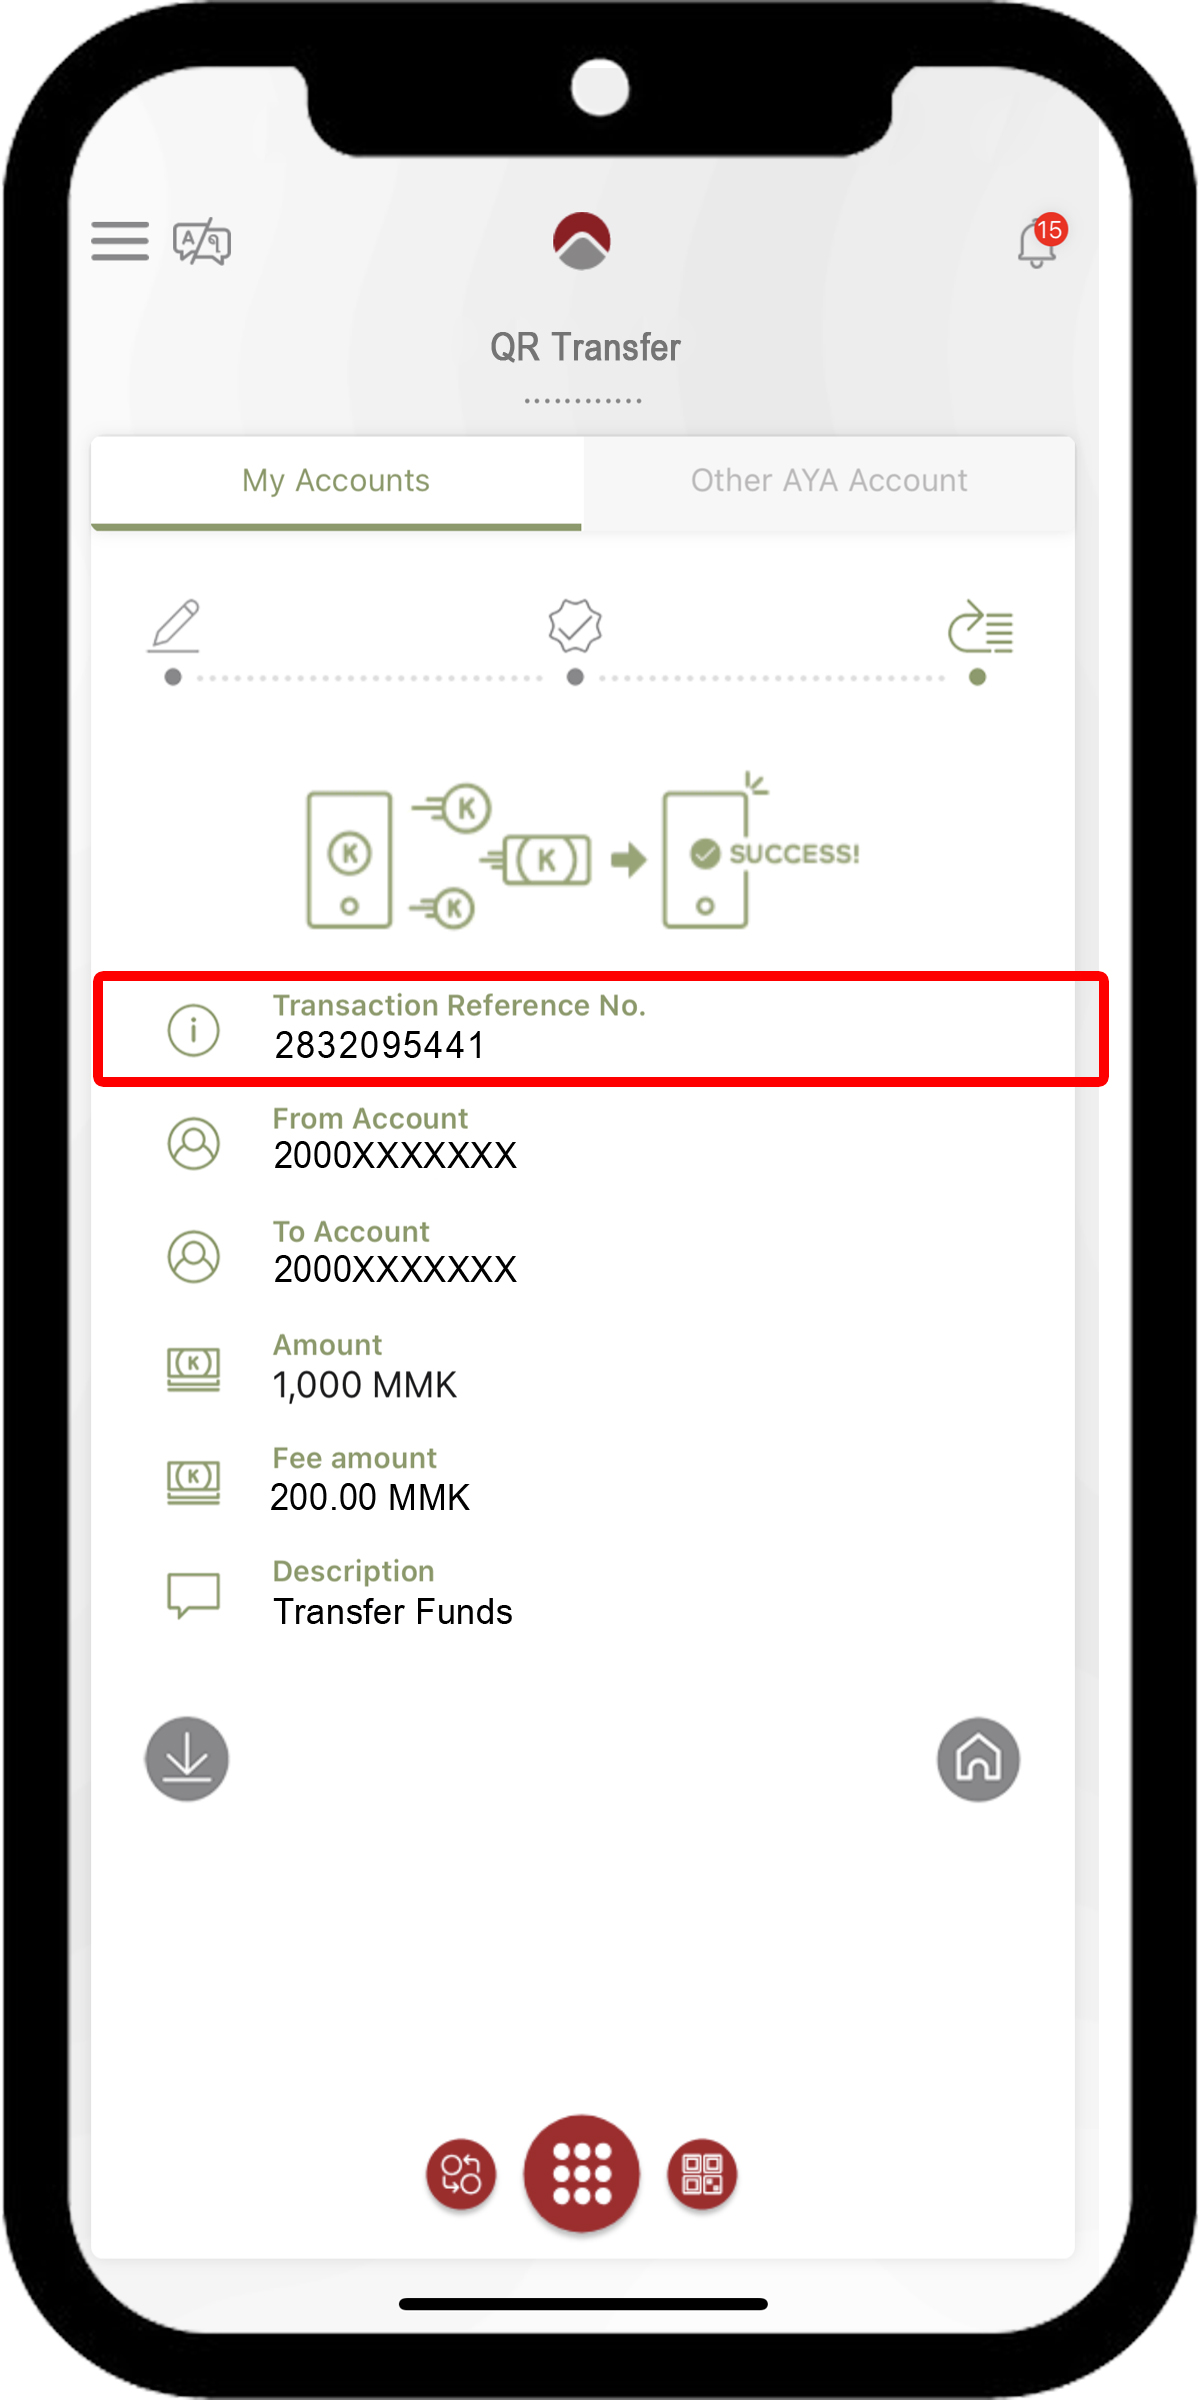 15
QR Transfer
My Accounts
Other AYA Account
K
K
K
K
SUCCESS!
Transaction Reference No.
2832095441
From Account
2000XXXXXXX
To Account
2000XXXXXXX
Amount
1,000 MMK
Fee amount
200.00 MMK
Description
Transfer Funds